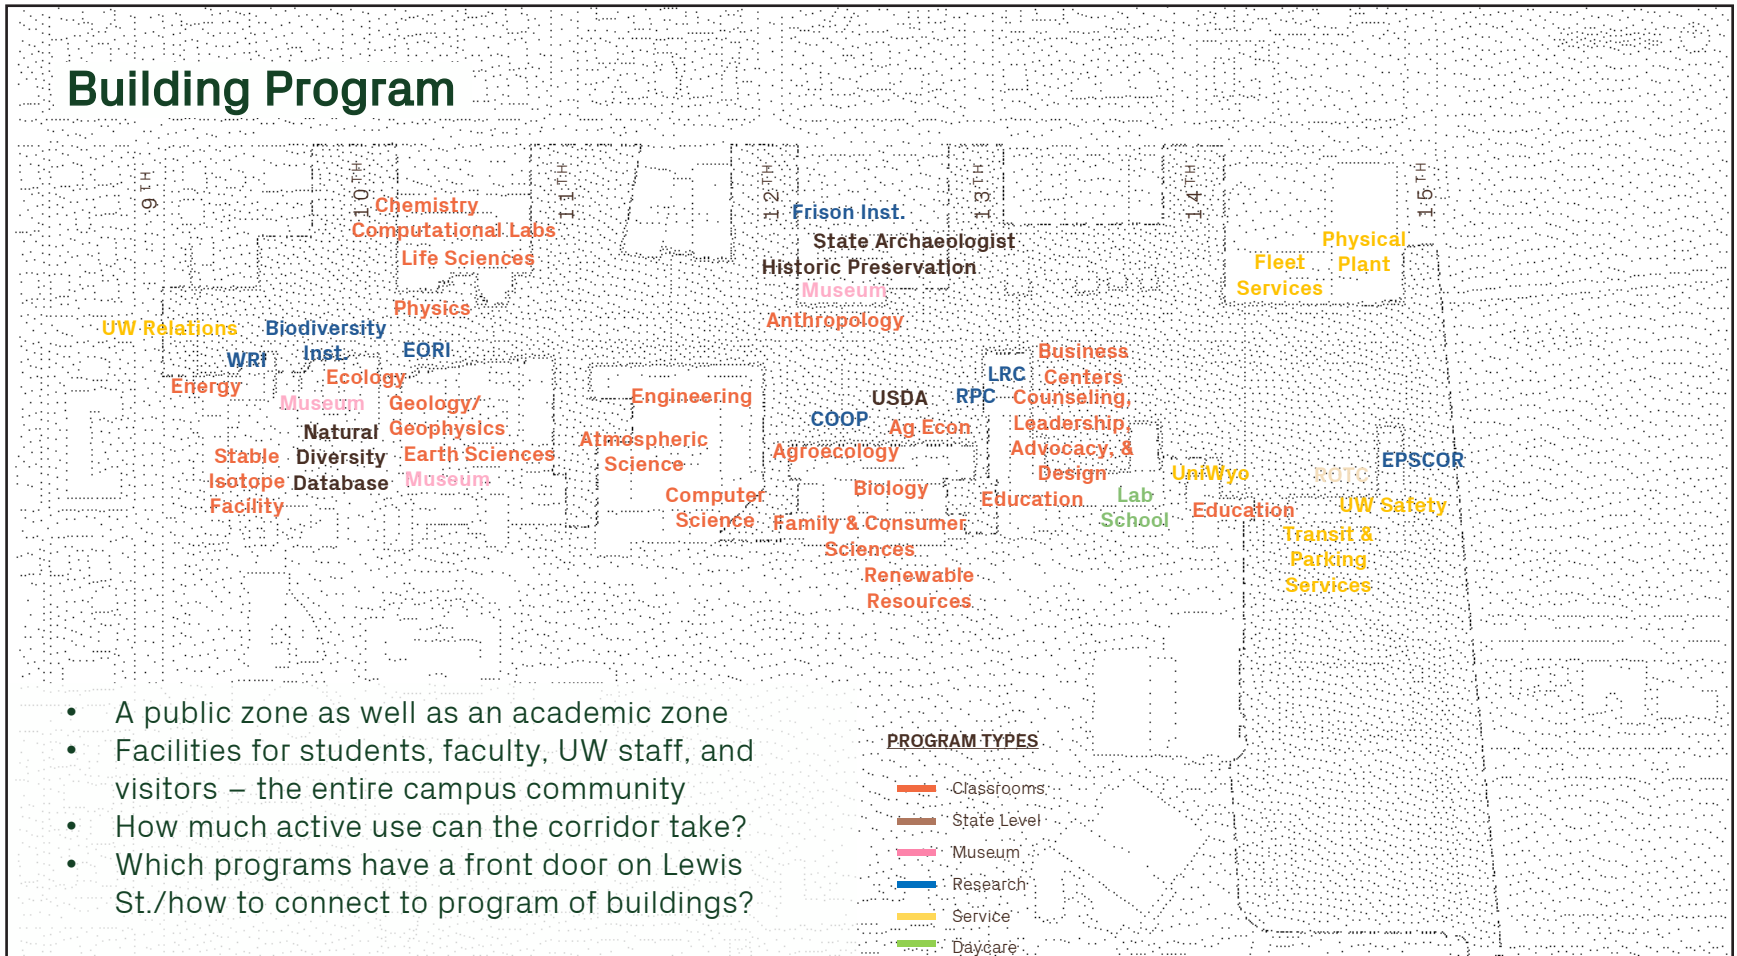 Building Program
9TH
10TH
11TH
12TH
13TH
14TH
15TH
Chemistry
Computational Labs
Life Sciences
Physics
Frison Inst.
State Archaeologist
Historic Preservation
Museum
Anthropology
Physical
Plant
Fleet
Services
UW Relations
Biodiversity
Inst.
WRI
EORI
Energy
Ecology
Museum
Geology/
Geophysics
Earth Sciences
Museum
Natural
Diversity
Database
Stable
Isotope
Facility
Engineering
Atmospheric
Science
Computer
Science
USDA
COOP
Ag Econ
Agroecology
Biology
Family & Consumer
Sciences
Renewable
Resources
Business
Centers
LRC
RPC
Counseling,
Leadership,
Advocacy, &
Design
Education
Lab
School
UniWyo
Education
ROTC
EPSCOR
UW Safety
Transit &
Parking
Services
• A public zone as well as an academic zone
• Facilities for students, faculty, UW staff, and
visitors – the entire campus community
• How much active use can the corridor take?
• Which programs have a front door on Lewis
St./how to connect to program of buildings?
PROGRAM TYPES
Classrooms
State Level
Museum
Research
Service
Daycare